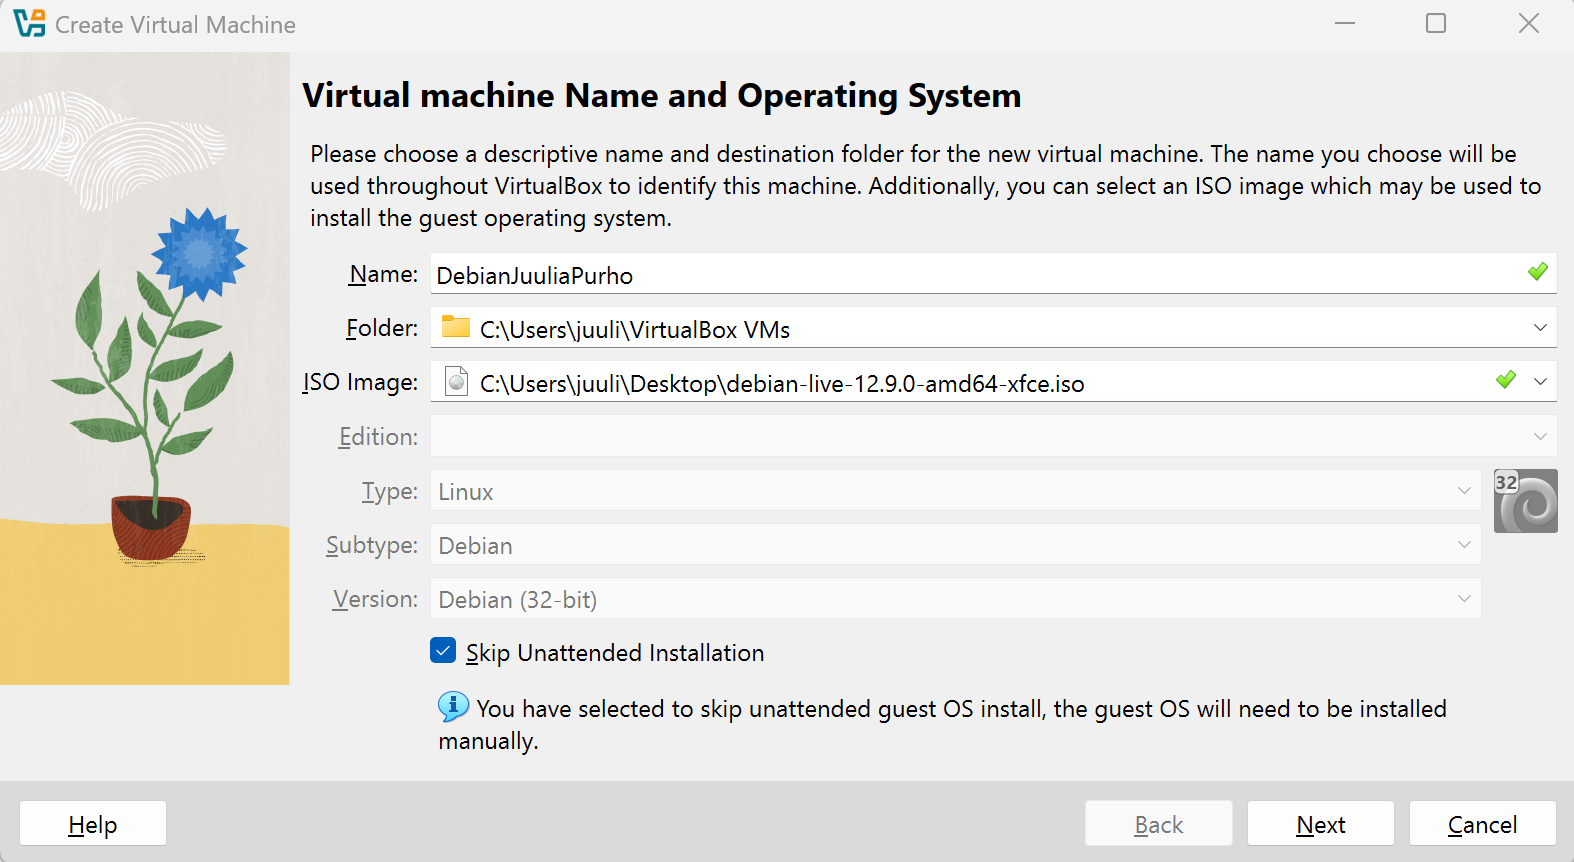 Create Virtual Machine
Virtual machine Name and Operating System
Please choose a descriptive name and destination folder for the new virtual machine. The name you choose will be
used throughout VirtualBox to identify this machine. Additionally, you can select an ISO image which may be used to
install the guest operating system.
Name: DebianJuuliaPurho
Folder: C:\Users\juuli\VirtualBox VMs
ISO Image: C:\Users\juuli\Desktop\debian-live-12.9.0-amd64-xfce.iso
Edition:
Type: Linux
32
Subtype: Debian
Version: Debian (32-bit)
Skip Unattended Installation
You have selected to skip unattended guest OS install, the guest OS will need to be installed
manually.
Help Back Next Cancel